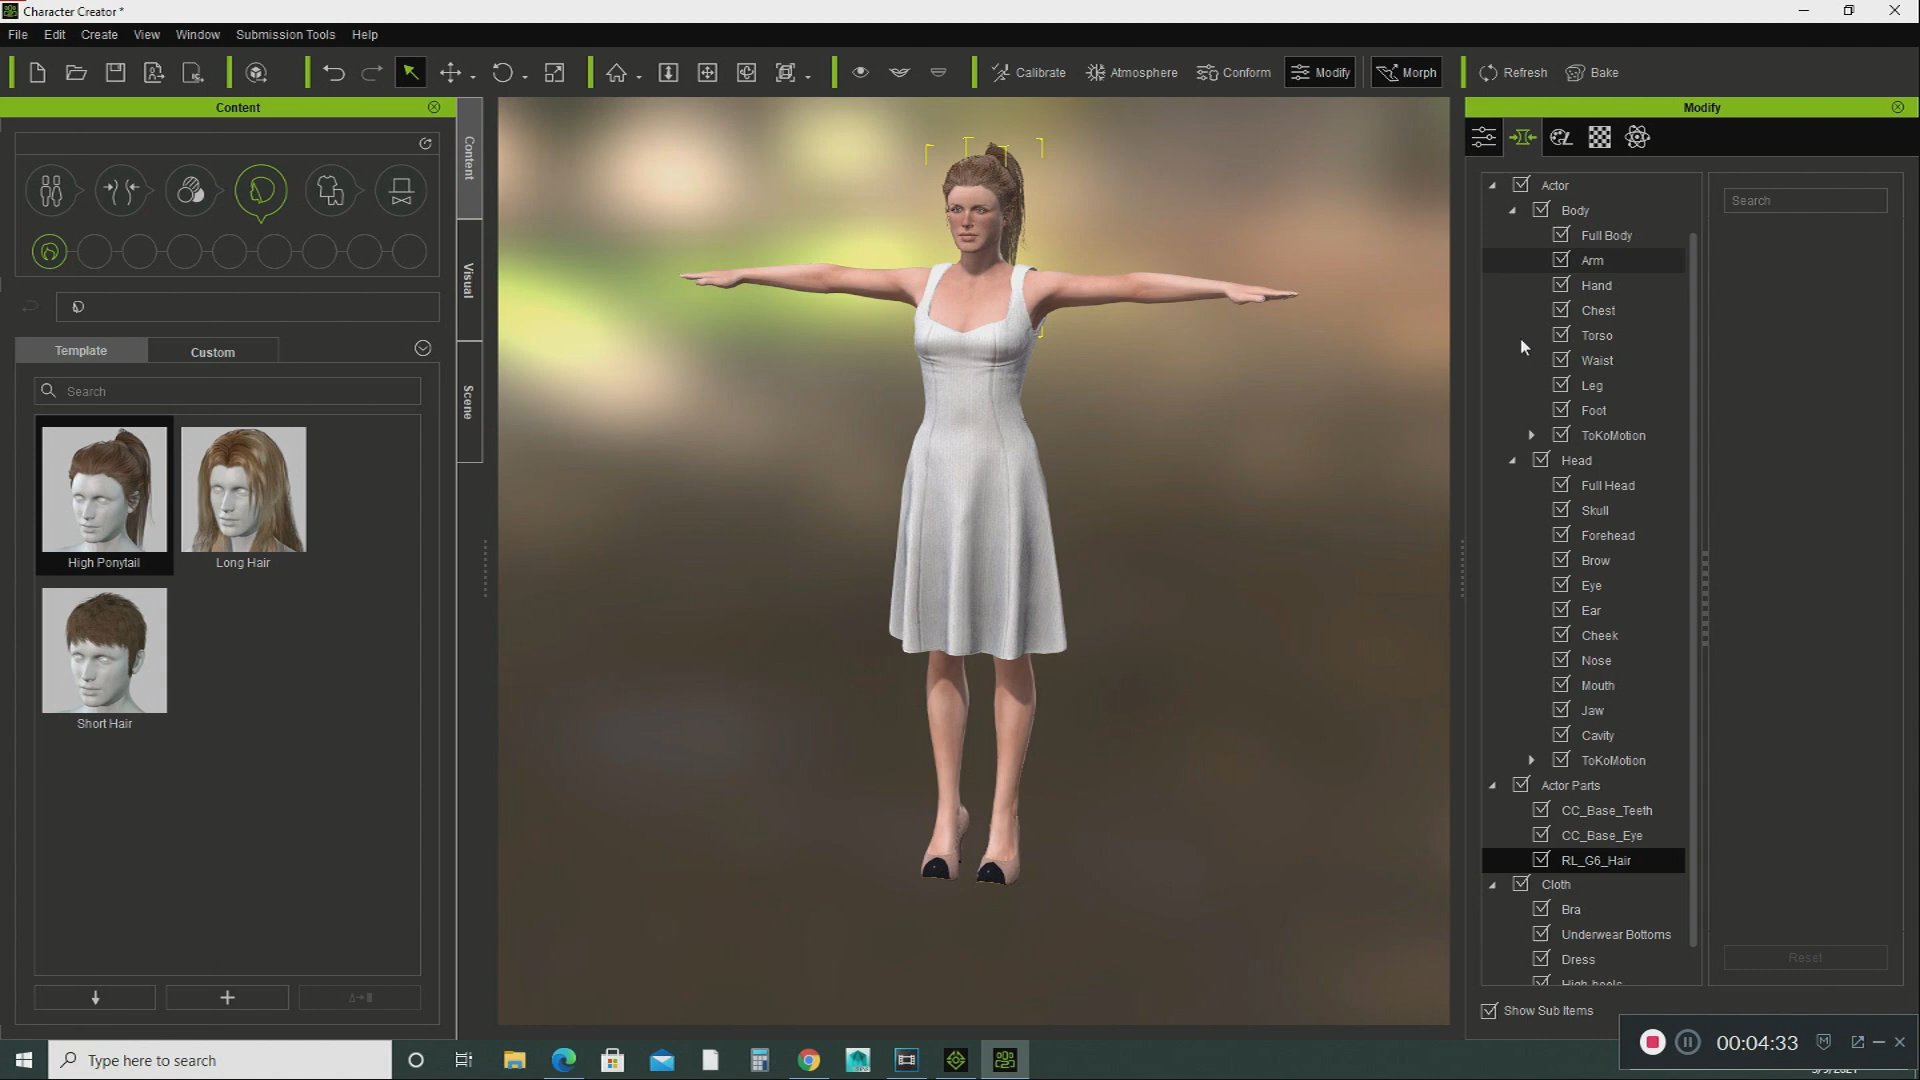 Character Creator *
File Edit Create View Window Submission Tools Help
Calibrate Atmosphere Conform Modify Morph Refresh Bake
Content
Content
Visual
Scene
Template Custom
Search
High Ponytail Long Hair
Short Hair
Modify
Search
Actor
Body
Full Body
Arm
Hand
Chest
Torso
Waist
Leg
Foot
ToKoMotion
Head
Full Head
Skull
Forehead
Brow
Eye
Ear
Cheek
Nose
Mouth
Jaw
Cavity
ToKoMotion
Actor Parts
CC_Base_Teeth
CC_Base_Eye
RL_G6_Hair
Cloth
Bra
Underwear Bottoms
Dress
High heels
Reset
Show Sub Items
Type here to search
00:04:33